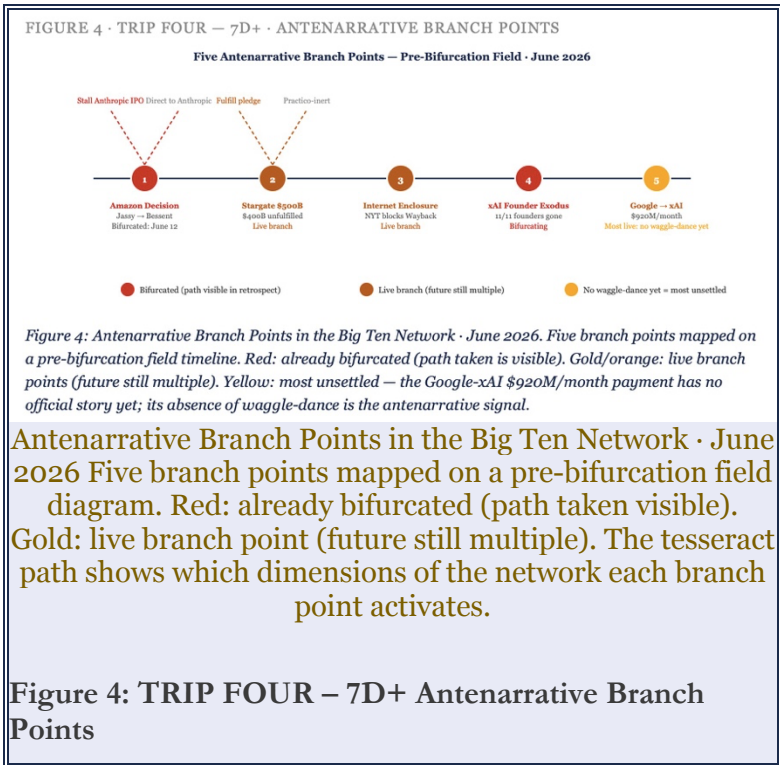 FIGURE 4 · TRIP FOUR — 7D+ · ANTENARRATIVE BRANCH POINTS
Five Antenarrative Branch Points — Pre-Bifurcation Field · June 2026
Stall Anthropic IPO Direct to Anthropic Fulfill pledge Practico-inert
1 2 3 4 5
Amazon Decision Stargate $500B Internet Enclosure xAI Founder Exodus Google → xAI
Jassy → Bessent $400B unfulfilled NYT blocks Wayback 11/11 founders gone $920M/month
Bifurcated: June 12 Live branch Live branch Bifurcating Most live: no waggle-dance yet
Bifurcated (path visible in retrospect) Live branch (future still multiple) No waggle-dance yet = most unsettled
Figure 4: Antenarrative Branch Points in the Big Ten Network · June 2026. Five branch points mapped on
a pre-bifurcation field timeline. Red: already bifurcated (path taken is visible). Gold/orange: live branch
points (future still multiple). Yellow: most unsettled — the Google-xAI $920M/month payment has no
official story yet; its absence of waggle-dance is the antenarrative signal.
Antenarrative Branch Points in the Big Ten Network · June
2026 Five branch points mapped on a pre-bifurcation field
diagram. Red: already bifurcated (path taken visible).
Gold: live branch point (future still multiple). The tesseract
path shows which dimensions of the network each branch
point activates.
Figure 4: TRIP FOUR – 7D+ Antenarrative Branch
Points